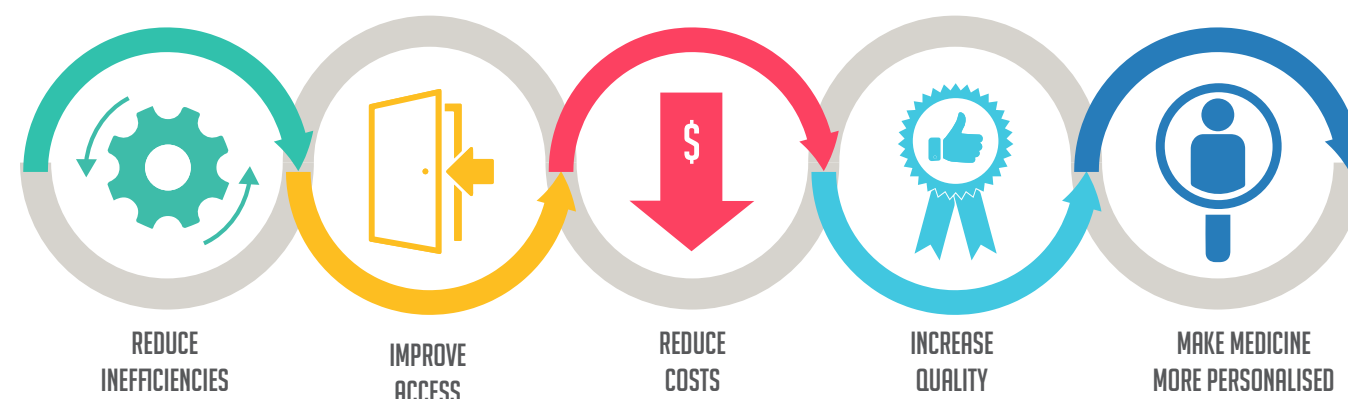 $
REDUCE
INEFFICIENCIES
IMPROVE
ACCESS
REDUCE
COSTS
INCREASE
QUALITY
MAKE MEDICINE
MORE PERSONALISED